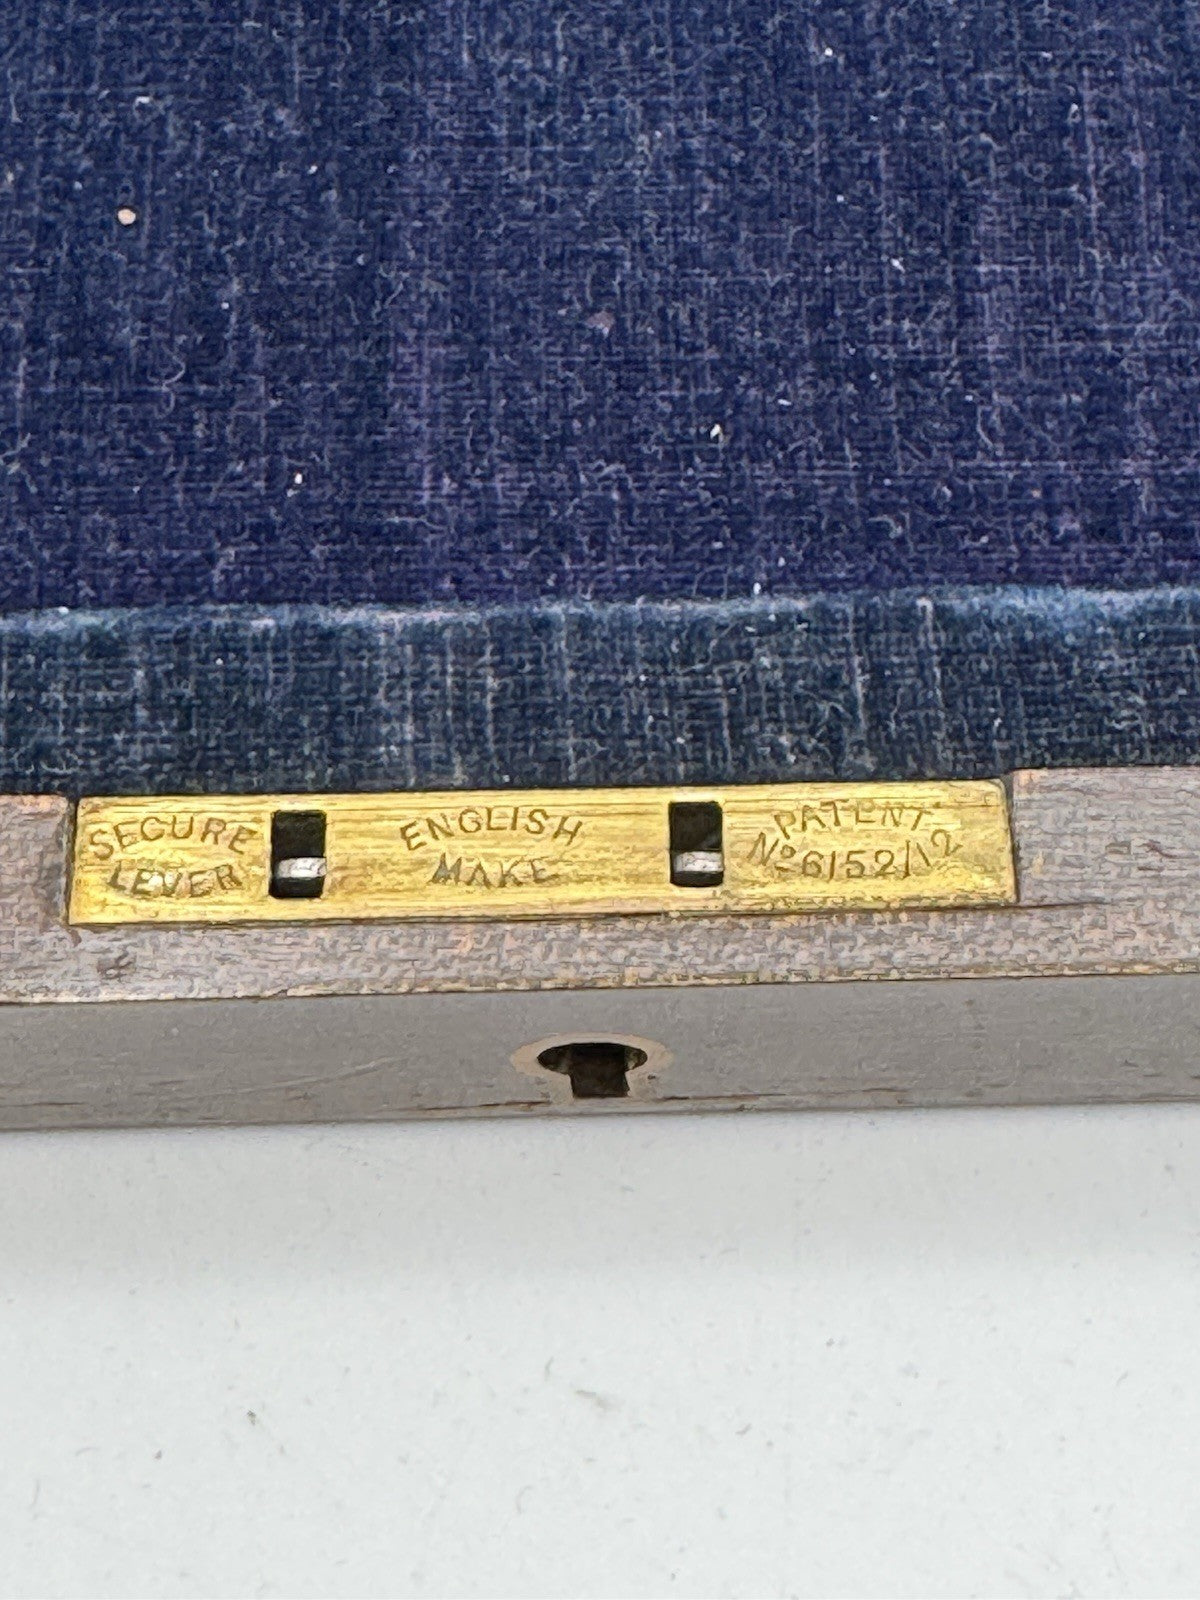 SECURE
LEVER
ENGLISH
MAKE
PATENT
Nº 6152/12